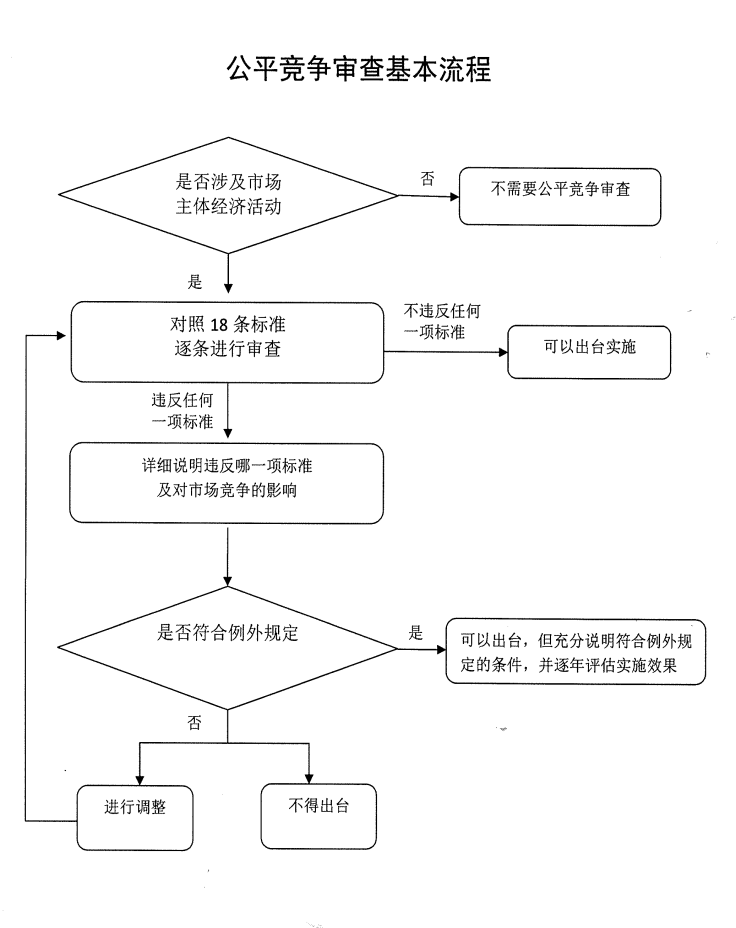 公平竞争审查基本流程
是否涉及市场
主体经济活动
否
不需要公平竞争审查
是
对照 18 条标准
逐条进行审查
不违反任何
一项标准
可以出台实施
违反任何
一项标准
详细说明违反哪一项标准
及对市场竞争的影响
是否符合例外规定
是
可以出台，但充分说明符合例外规
定的条件，并逐年评估实施效果
否
进行调整
不得出台